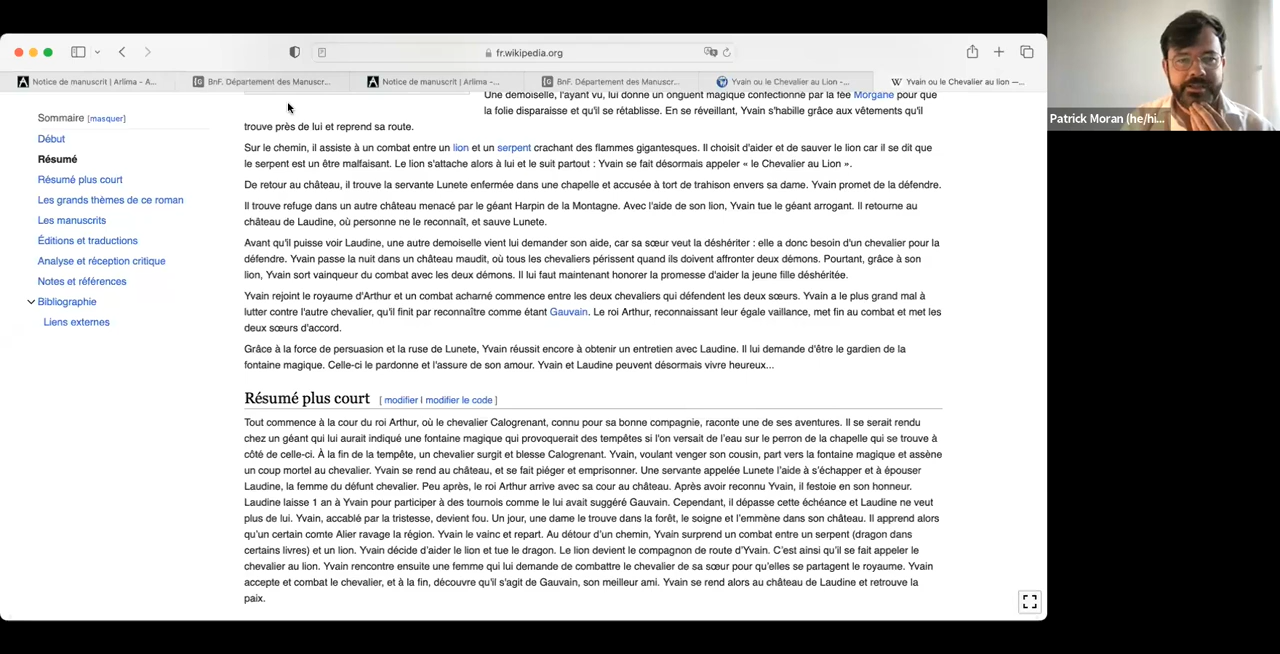 fr.wikipedia.org
Notice de manuscrit | Arlima - A...
BnF. Département des Manuscr...
Notice de manuscrit | Arlima -...
BnF. Département des Manuscr...
Yvain ou le Chevalier au Lion -...
Yvain ou le Chevalier au lion —...
Patrick Moran (he/hi...
Sommaire [masquer]
Début
Résumé
Résumé plus court
Les grands thèmes de ce roman
Les manuscrits
Éditions et traductions
Analyse et réception critique
Notes et références
Bibliographie
Liens externes
Une demoiselle, l'ayant vu, lui donne un onguent magique confectionné par la fée Morgane pour que
la folie disparaisse et qu'il se rétablisse. En se réveillant, Yvain s'habille grâce aux vêtements qu'il
trouve près de lui et reprend sa route.
Sur le chemin, il assiste à un combat entre un lion et un serpent crachant des flammes gigantesques. Il choisit d'aider et de sauver le lion car il se dit que
le serpent est un être malfaisant. Le lion s'attache alors à lui et le suit partout : Yvain se fait désormais appeler « le Chevalier au Lion ».
De retour au château, il trouve la servante Lunete enfermée dans une chapelle et accusée à tort de trahison envers sa dame. Yvain promet de la défendre.
Il trouve refuge dans un autre château menacé par le géant Harpin de la Montagne. Avec l'aide de son lion, Yvain tue le géant arrogant. Il retourne au
château de Laudine, où personne ne le reconnaît, et sauve Lunete.
Avant qu'il puisse voir Laudine, une autre demoiselle vient lui demander son aide, car sa sœur veut la déshériter : elle a donc besoin d'un chevalier pour la
défendre. Yvain passe la nuit dans un château maudit, où tous les chevaliers périssent quand ils doivent affronter deux démons. Pourtant, grâce à son
lion, Yvain sort vainqueur du combat avec les deux démons. Il lui faut maintenant honorer la promesse d'aider la jeune fille déshéritée.
Yvain rejoint le royaume d'Arthur et un combat acharné commence entre les deux chevaliers qui défendent les deux sœurs. Yvain a le plus grand mal à
lutter contre l'autre chevalier, qu'il finit par reconnaître comme étant Gauvain. Le roi Arthur, reconnaissant leur égale vaillance, met fin au combat et met les
deux sœurs d'accord.
Grâce à la force de persuasion et la ruse de Lunete, Yvain réussit encore à obtenir un entretien avec Laudine. Il lui demande d'être le gardien de la
fontaine magique. Celle-ci le pardonne et l'assure de son amour. Yvain et Laudine peuvent désormais vivre heureux...
Résumé plus court [ modifier | modifier le code ]
Tout commence à la cour du roi Arthur, où le chevalier Calogrenant, connu pour sa bonne compagnie, raconte une de ses aventures. Il se serait rendu
chez un géant qui lui aurait indiqué une fontaine magique qui provoquerait des tempêtes si l'on versait de l'eau sur le perron de la chapelle qui se trouve à
côté de celle-ci. À la fin de la tempête, un chevalier surgit et blesse Calogrenant. Yvain, voulant venger son cousin, part vers la fontaine magique et assène
un coup mortel au chevalier. Yvain se rend au château, et se fait piéger et emprisonner. Une servante appelée Lunete l'aide à s'échapper et à épouser
Laudine, la femme du défunt chevalier. Peu après, le roi Arthur arrive avec sa cour au château. Après avoir reconnu Yvain, il festoie en son honneur.
Laudine laisse 1 an à Yvain pour participer à des tournois comme le lui avait suggéré Gauvain. Cependant, il dépasse cette échéance et Laudine ne veut
plus de lui. Yvain, accablé par la tristesse, devient fou. Un jour, une dame le trouve dans la forêt, le soigne et l'emmène dans son château. Il apprend alors
qu'un certain comte Alier ravage la région. Yvain le vainc et repart. Au détour d'un chemin, Yvain surprend un combat entre un serpent (dragon dans
certains livres) et un lion. Yvain décide d'aider le lion et tue le dragon. Le lion devient le compagnon de route d'Yvain. C'est ainsi qu'il se fait appeler le
chevalier au lion. Yvain rencontre ensuite une femme qui lui demande de combattre le chevalier de sa sœur pour qu'elles se partagent le royaume. Yvain
accepte et combat le chevalier, et à la fin, découvre qu'il s'agit de Gauvain, son meilleur ami. Yvain se rend alors au château de Laudine et retrouve la
paix.